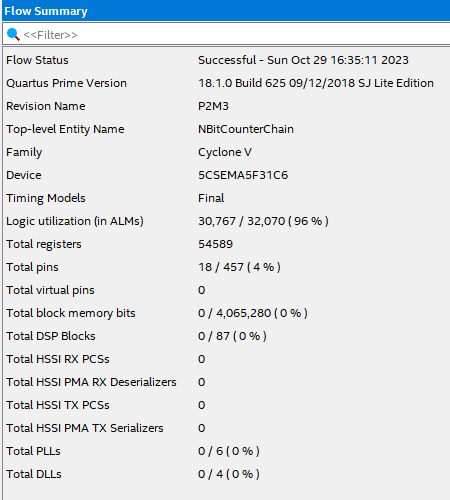 Flow Summary
<<Filter>>
Flow Status Successful - Sun Oct 29 16:35:11 2023
Quartus Prime Version 18.1.0 Build 625 09/12/2018 SJ Lite Edition
Revision Name P2M3
Top-level Entity Name NBitCounterChain
Family Cyclone V
Device 5CSEMA5F31C6
Timing Models Final
Logic utilization (in ALMs) 30,767 / 32,070 ( 96 % )
Total registers 54589
Total pins 18 / 457 ( 4 % )
Total virtual pins 0
Total block memory bits 0 / 4,065,280 ( 0 % )
Total DSP Blocks 0 / 87 ( 0 % )
Total HSSI RX PCSs 0
Total HSSI PMA RX Deserializers 0
Total HSSI TX PCSs 0
Total HSSI PMA TX Serializers 0
Total PLLs 0 / 6 ( 0 % )
Total DLLs 0 / 4 ( 0 % )